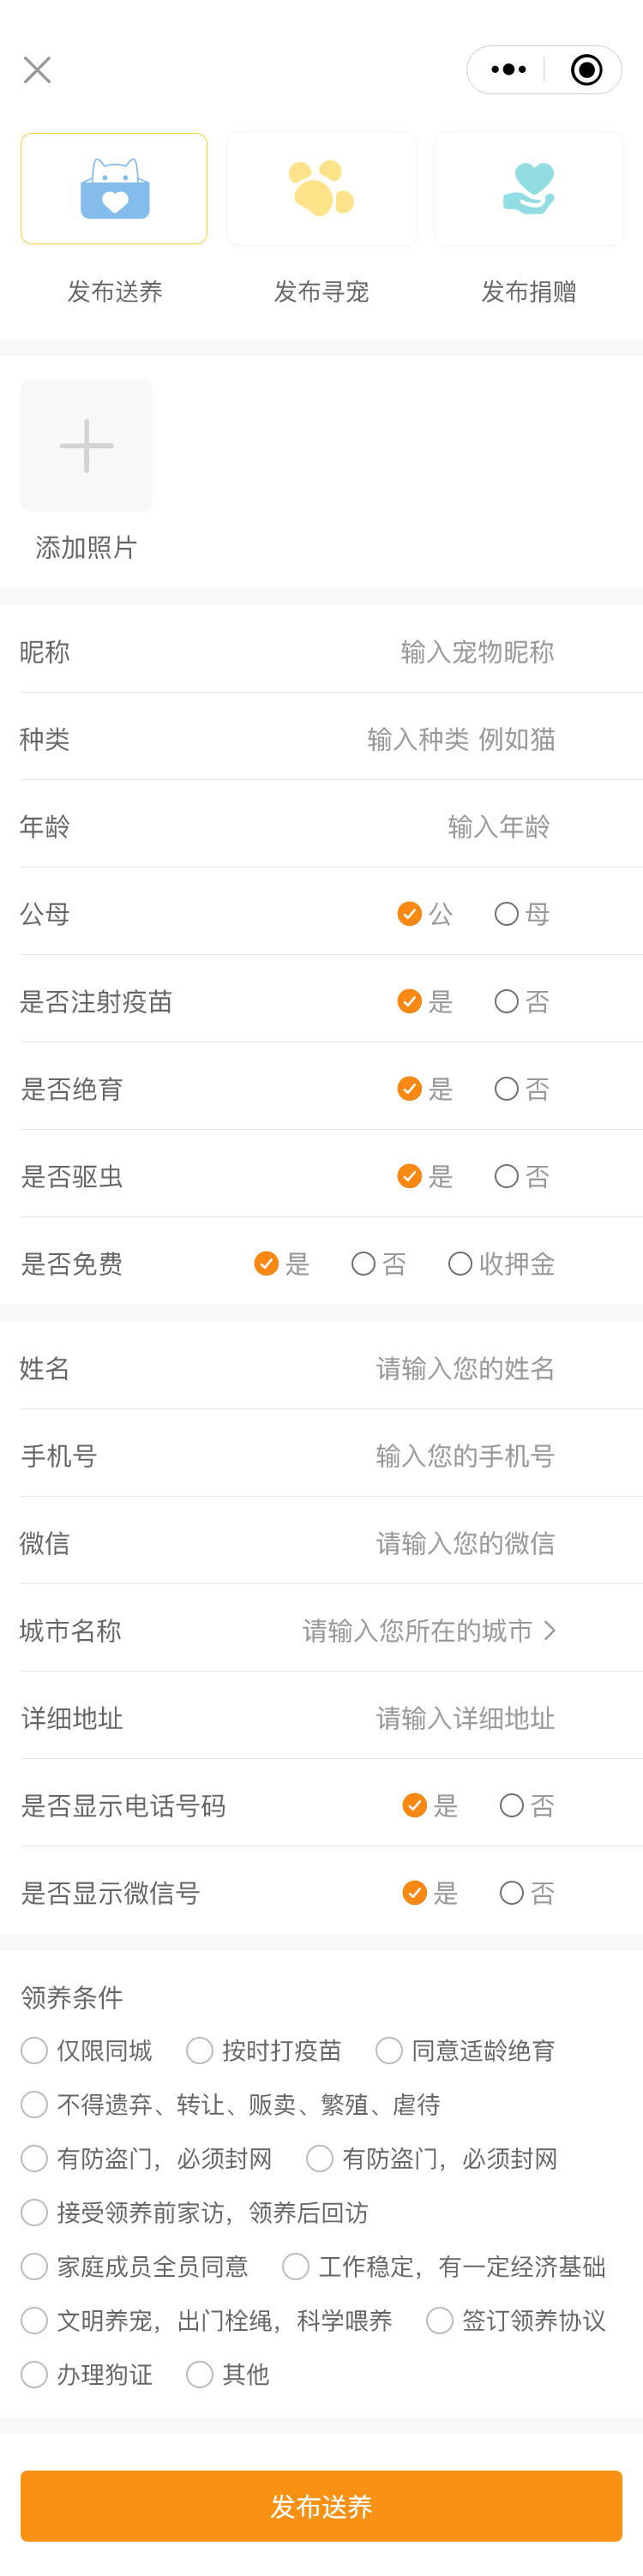 发布送养 发布寻宠 发布捐赠
添加照片
昵称 输入宠物昵称
种类 输入种类 例如猫
年龄 输入年龄
公母 公 母
是否注射疫苗 是 否
是否绝育 是 否
是否驱虫 是 否
是否免费 是 否 收押金
姓名 请输入您的姓名
手机号 输入您的手机号
微信 请输入您的微信
城市名称 请输入您所在的城市
详细地址 请输入详细地址
是否显示电话号码 是 否
是否显示微信号 是 否
领养条件
仅限同城 按时打疫苗 同意适龄绝育
不得遗弃、转让、贩卖、繁殖、虐待
有防盗门，必须封网 有防盗门，必须封网
接受领养前家访，领养后回访
家庭成员全员同意 工作稳定，有一定经济基础
文明养宠，出门栓绳，科学喂养 签订领养协议
办理狗证 其他
发布送养